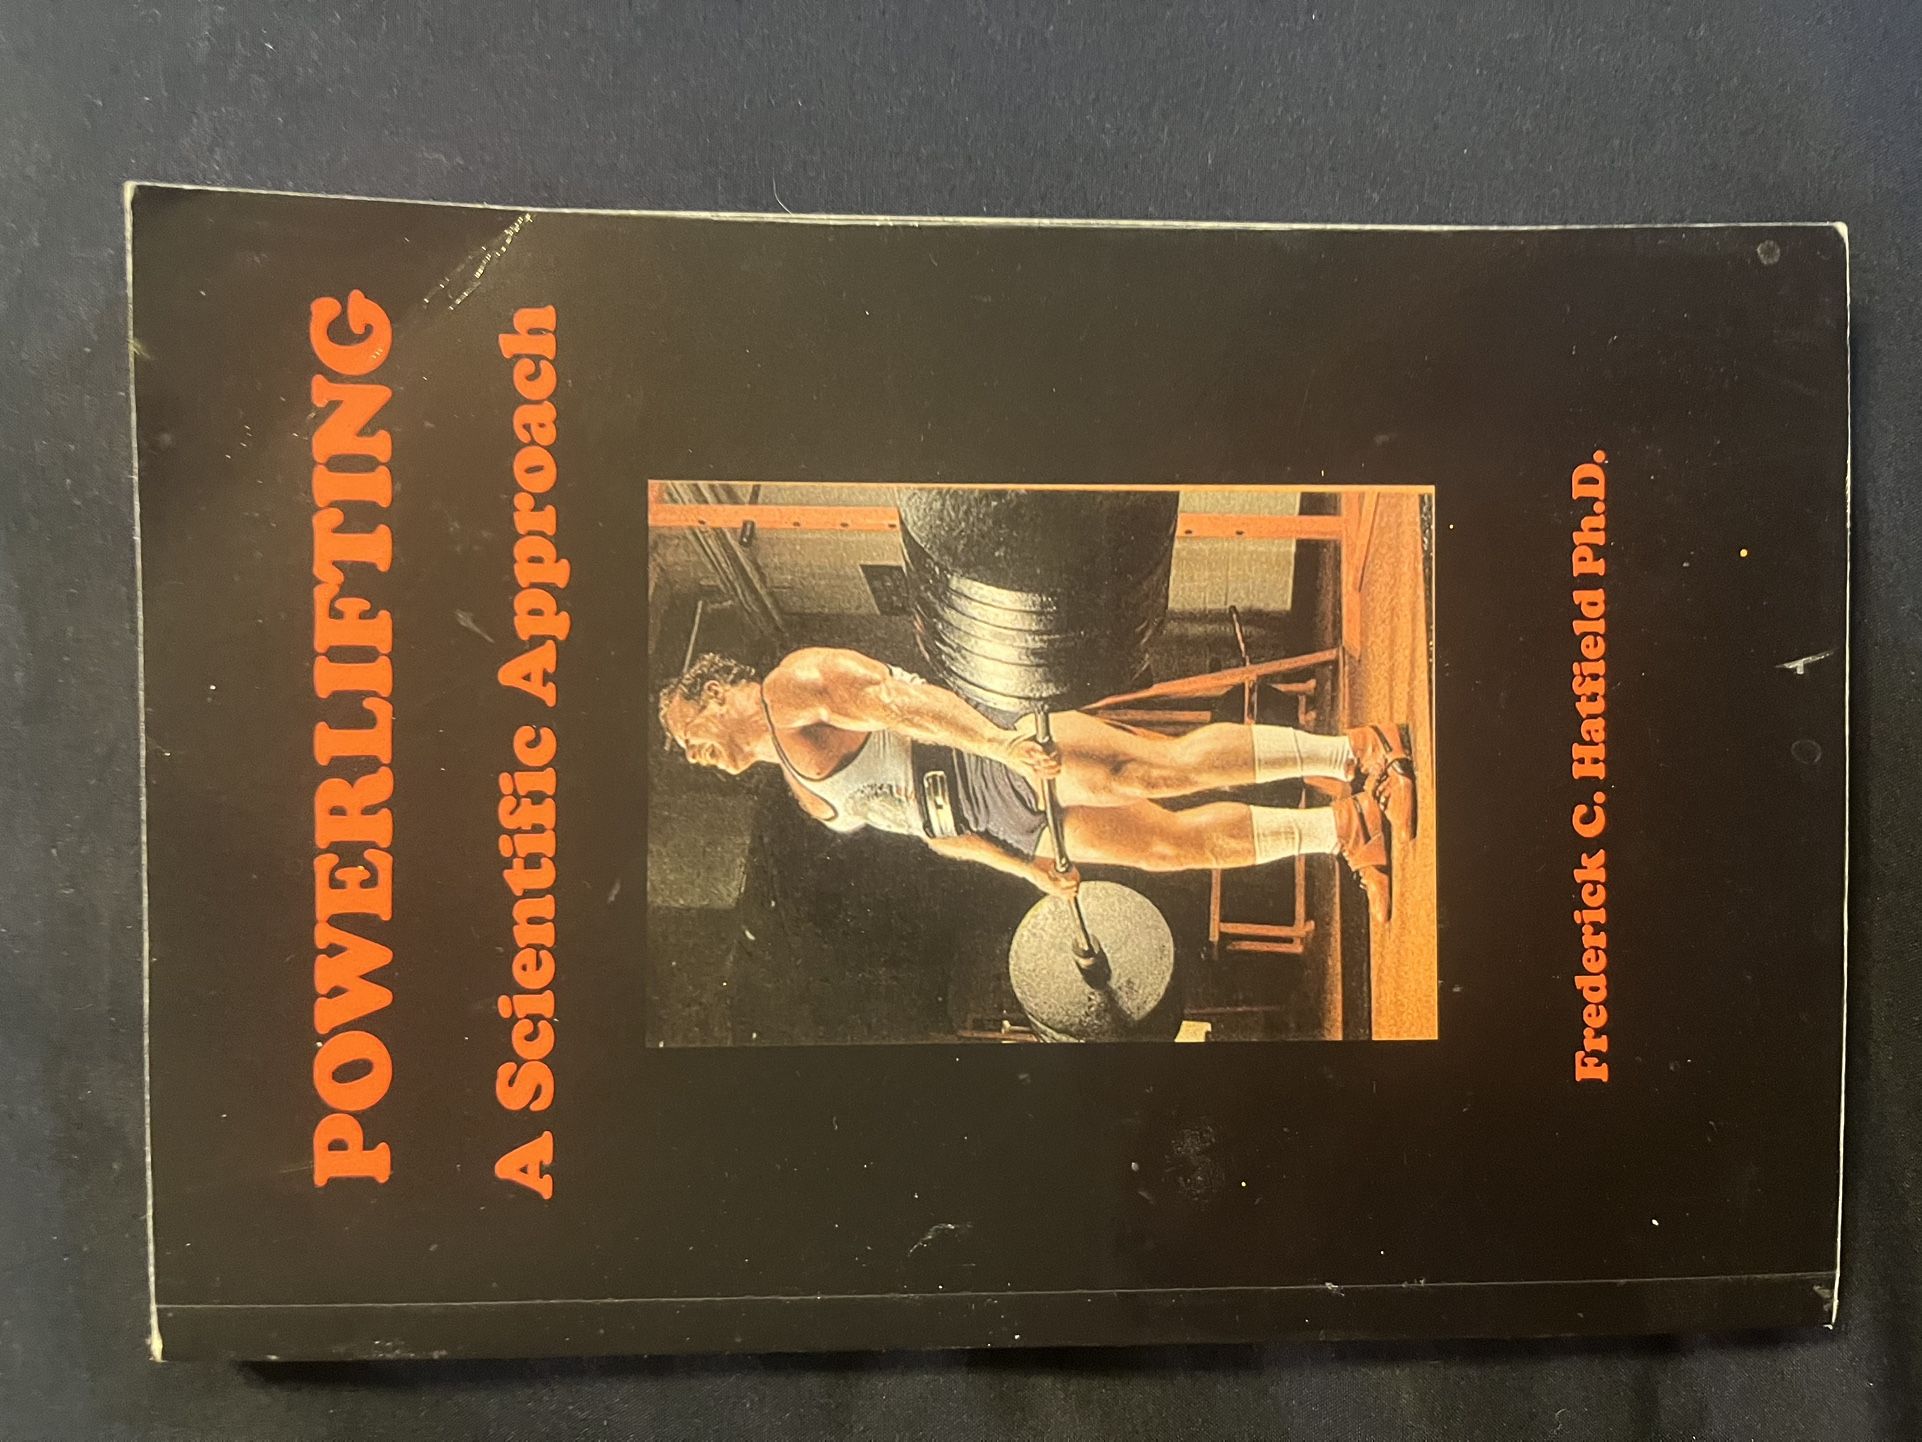 POWERLIFTING
A Scientific Approach
Frederick C. Hatfield Ph.D.